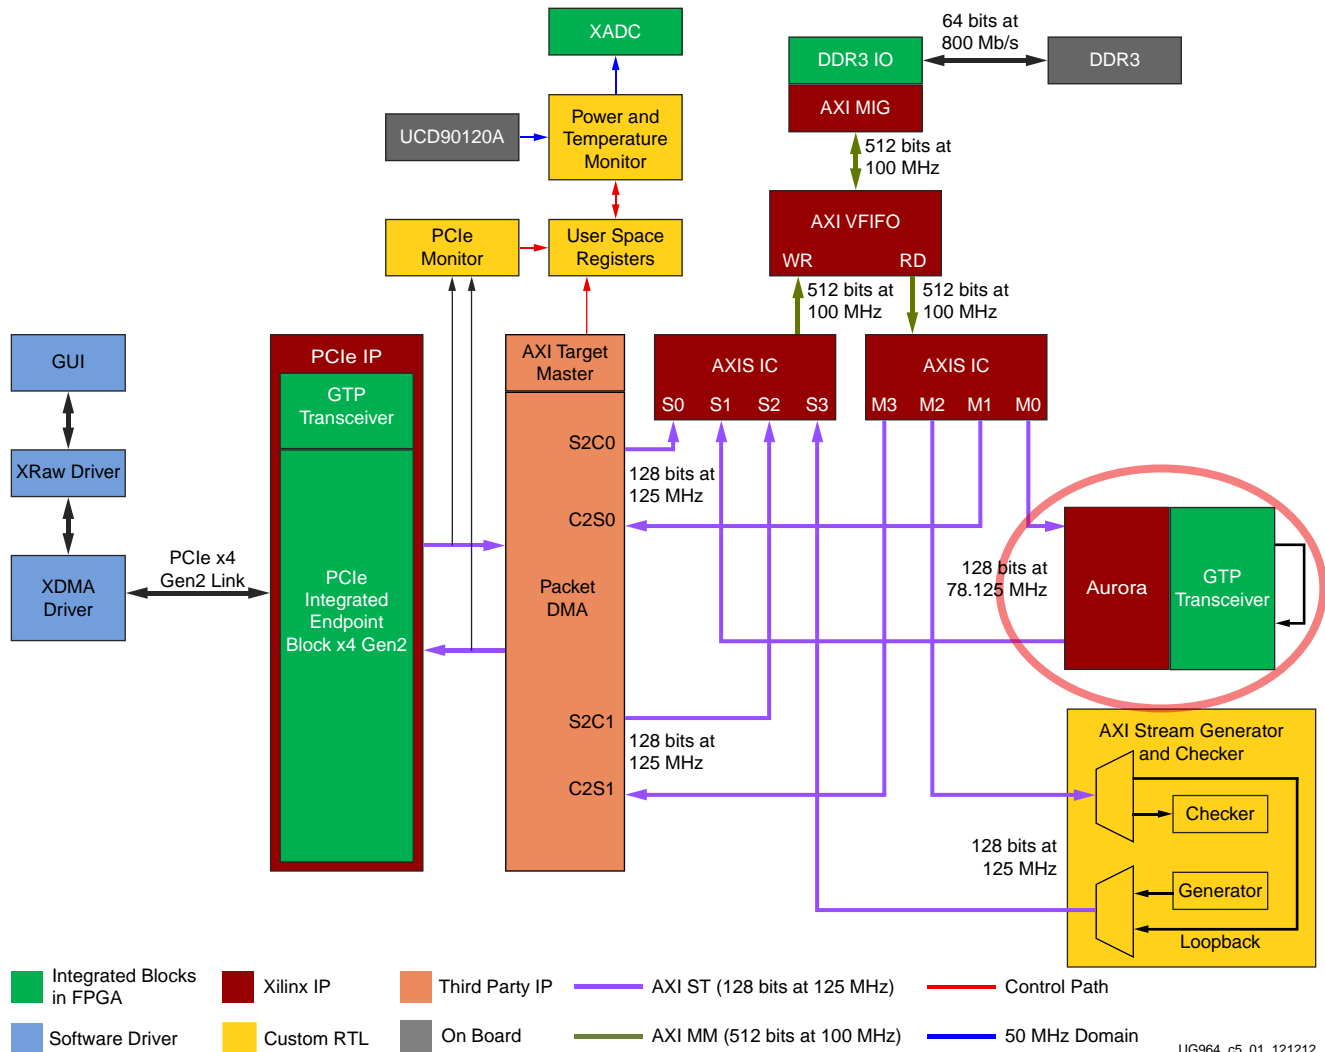 XADC
64 bits at
800 Mb/s
DDR3 IO
DDR3
AXI MIG
UCD90120A
Power and
Temperature
Monitor
512 bits at
100 MHz
PCIe
Monitor
User Space
Registers
AXI VFIFO
WR
RD
512 bits at
100 MHz
512 bits at
100 MHz
GUI
PCIe IP
GTP
Transceiver
AXI Target
Master
AXIS IC
S0
S1
S2
S3
AXIS IC
M3
M2
M1
M0
XRaw Driver
S2C0
128 bits at
125 MHz
C2S0
XDMA
Driver
PCIe x4
Gen2 Link
PCIe
Integrated
Endpoint
Block x4 Gen2
Packet
DMA
128 bits at
78.125 MHz
Aurora
GTP
Transceiver
S2C1
128 bits at
125 MHz
C2S1
AXI Stream Generator
and Checker
Checker
128 bits at
125 MHz
Generator
Loopback
Integrated Blocks
in FPGA
Xilinx IP
Third Party IP
AXI ST (128 bits at 125 MHz)
Control Path
Software Driver
Custom RTL
On Board
AXI MM (512 bits at 100 MHz)
50 MHz Domain
UG964_c5_01_121212